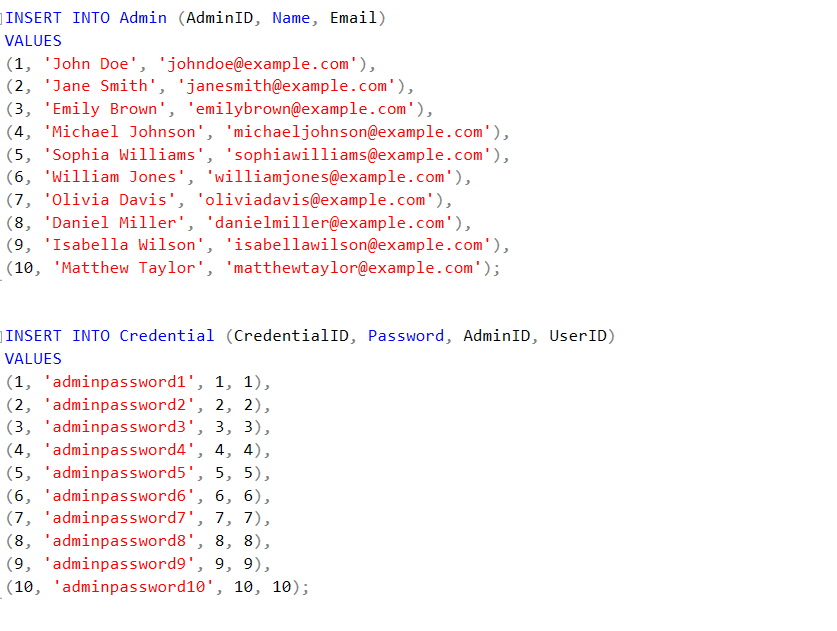 INSERT INTO Admin (AdminID, Name, Email)
VALUES
(1, 'John Doe', 'johndoe@example.com'),
(2, 'Jane Smith', 'janesmith@example.com'),
(3, 'Emily Brown', 'emilybrown@example.com'),
(4, 'Michael Johnson', 'michaeljohnson@example.com'),
(5, 'Sophia Williams', 'sophiawilliams@example.com'),
(6, 'William Jones', 'williamjones@example.com'),
(7, 'Olivia Davis', 'oliviadavis@example.com'),
(8, 'Daniel Miller', 'danielmiller@example.com'),
(9, 'Isabella Wilson', 'isabellawilson@example.com'),
(10, 'Matthew Taylor', 'matthewtaylor@example.com');
INSERT INTO Credential (CredentialID, Password, AdminID, UserID)
VALUES
(1, 'adminpassword1', 1, 1),
(2, 'adminpassword2', 2, 2),
(3, 'adminpassword3', 3, 3),
(4, 'adminpassword4', 4, 4),
(5, 'adminpassword5', 5, 5),
(6, 'adminpassword6', 6, 6),
(7, 'adminpassword7', 7, 7),
(8, 'adminpassword8', 8, 8),
(9, 'adminpassword9', 9, 9),
(10, 'adminpassword10', 10, 10);